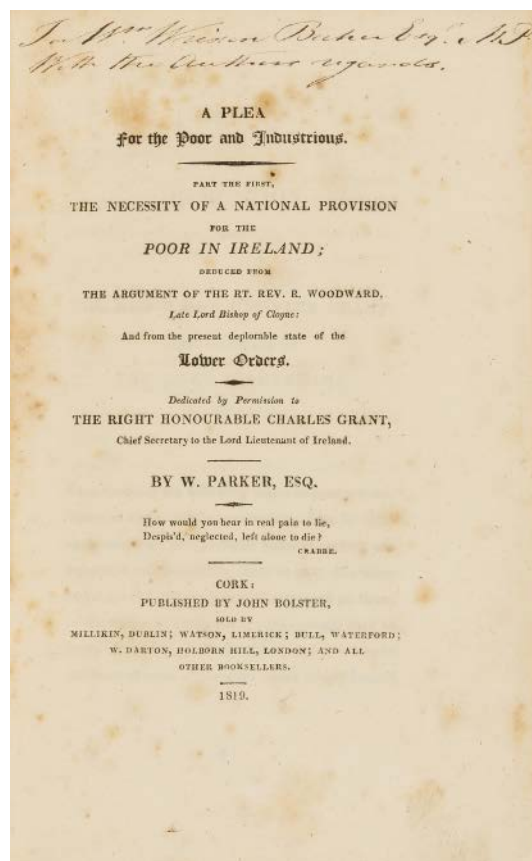 To Wm Wrixon Becher Esqr. M.P.
With the Authors regards.
A PLEA
For the Poor and Industrious.
PART THE FIRST,
THE NECESSITY OF A NATIONAL PROVISION
FOR THE
POOR IN IRELAND;
DEDUCED FROM
THE ARGUMENT OF THE RT. REV. R. WOODWARD,
Late Lord Bishop of Cloyne:
And from the present deplorable state of the
Lower Orders.
Dedicated by Permission to
THE RIGHT HONOURABLE CHARLES GRANT,
Chief Secretary to the Lord Lieutenant of Ireland.
BY W. PARKER, ESQ.
How would you bear in real pain to lie,
Despis'd, neglected, left alone to die?
CRABBE.
CORK:
PUBLISHED BY JOHN BOLSTER,
SOLD BY
MILLIKIN, DUBLIN; WATSON, LIMERICK; BULL, WATERFORD;
W. DARTON, HOLBORN HILL, LONDON; AND ALL
OTHER BOOKSELLERS.
1819.